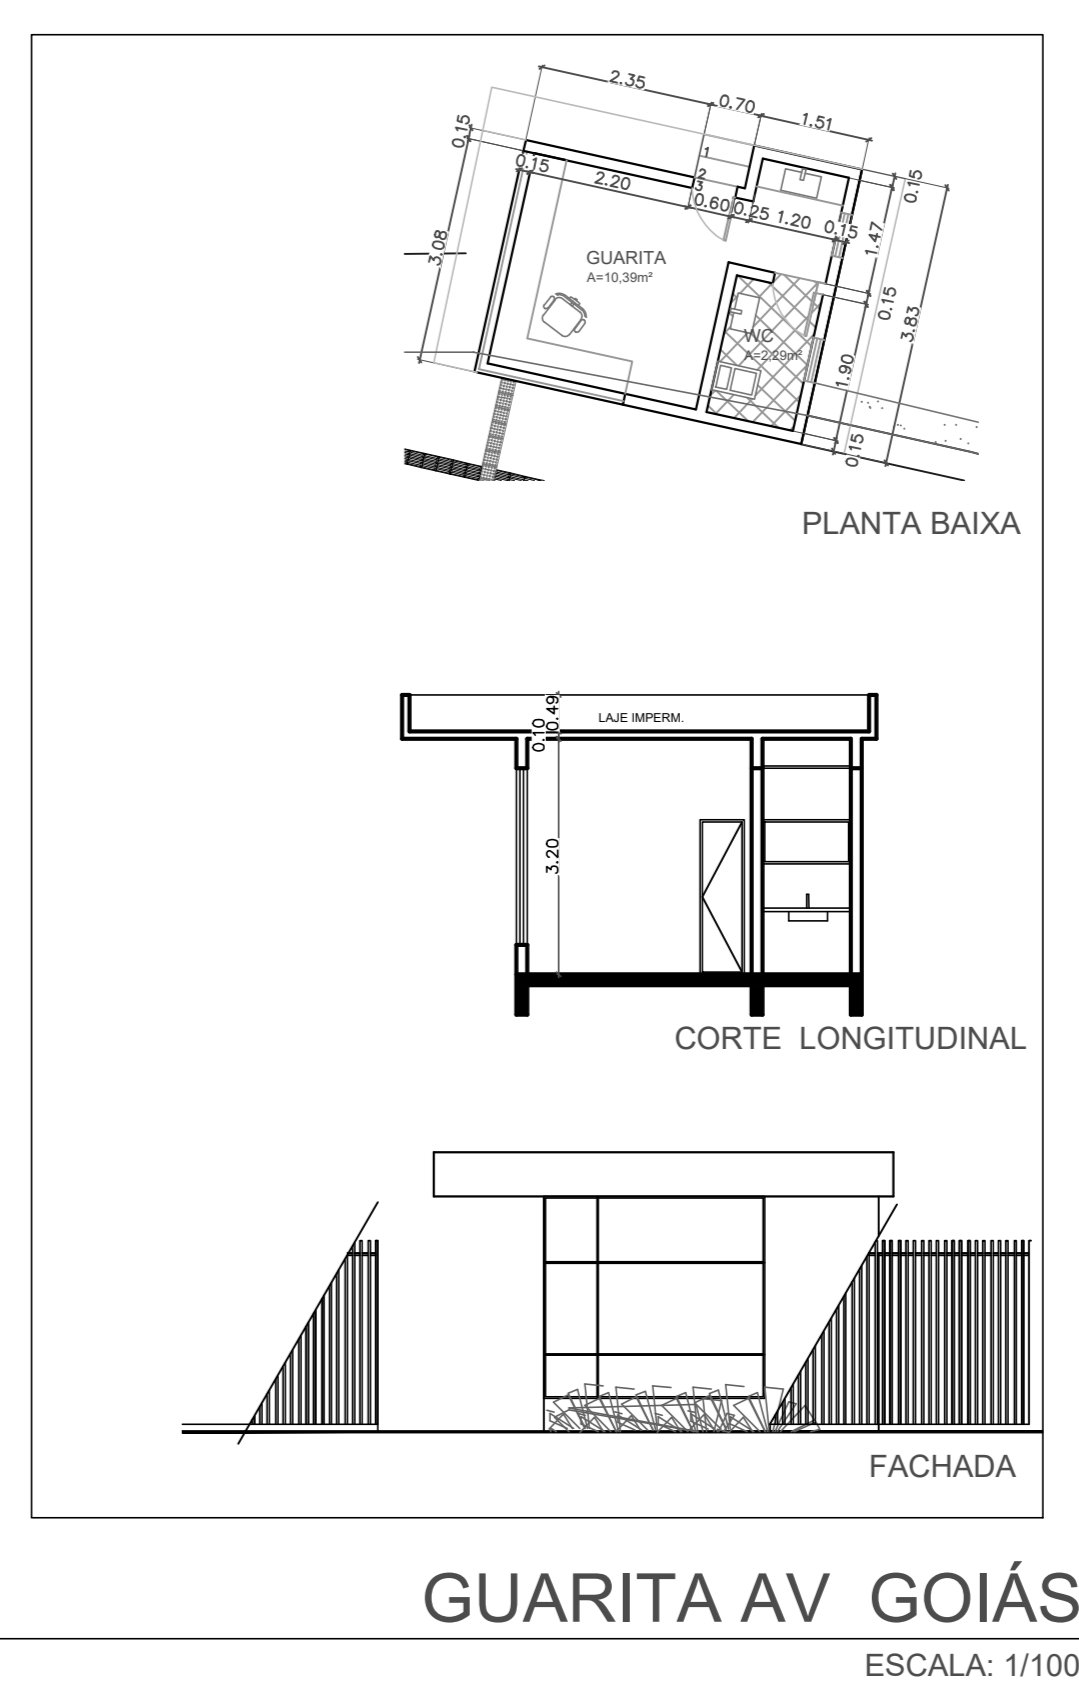 2.35
0.70
1.51
0.15
0.15
2.20
1
2
3
0.60
0.25
1.20
0.15
0.15
1.47
3.08
GUARITA
A=10,39m²
0.15
3.83
WC
A=2,29m²
1.90
0.15
PLANTA BAIXA
0.49
0.10
LAJE IMPERM.
3.20
CORTE LONGITUDINAL
FACHADA
GUARITA AV GOIÁS
ESCALA: 1/100